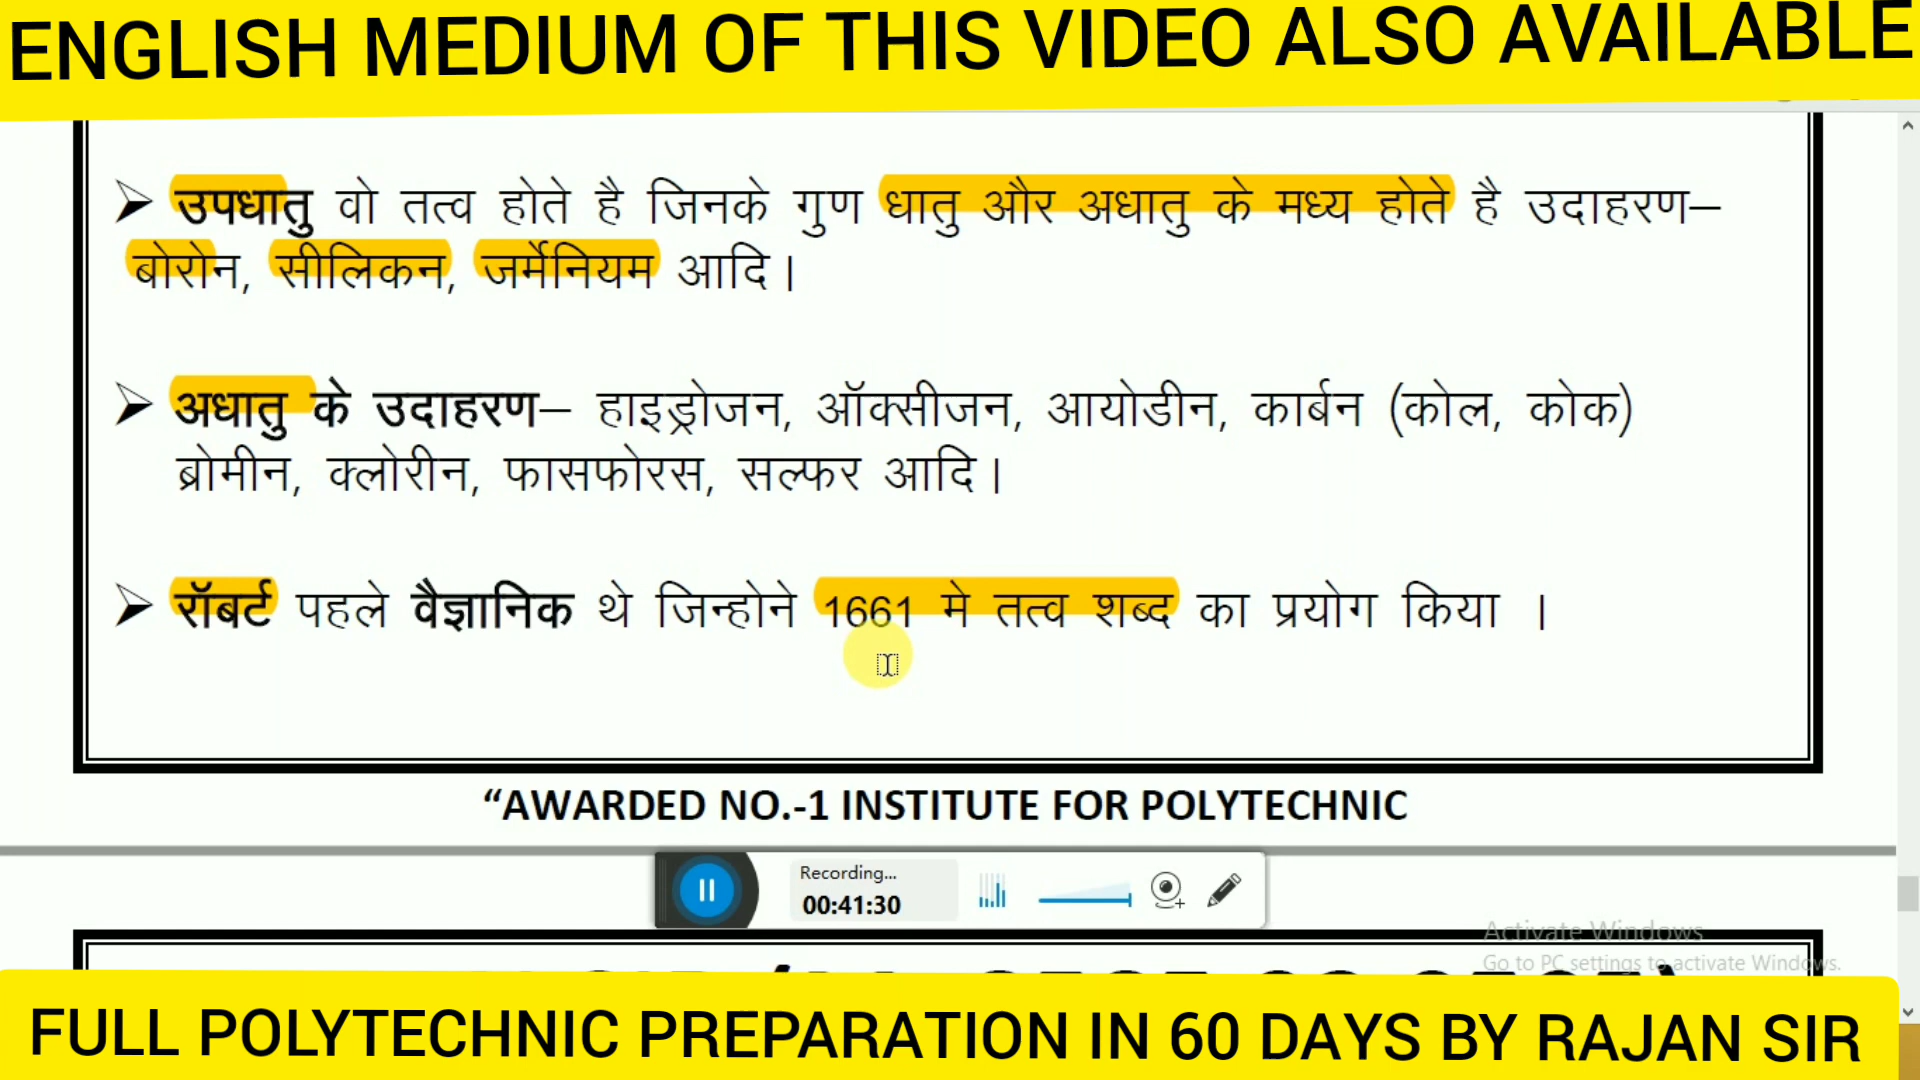 ENGLISH MEDIUM OF THIS VIDEO ALSO AVAILABLE
➢ उपधातु वो तत्व होते है जिनके गुण धातु और अधातु के मध्य होते है उदाहरण–
बोरोन, सीलिकन, जर्मेनियम आदि।
➢ अधातु के उदाहरण– हाइड्रोजन, ऑक्सीजन, आयोडीन, कार्बन (कोल, कोक)
ब्रोमीन, क्लोरीन, फासफोरस, सल्फर आदि।
➢ रॉबर्ट पहले वैज्ञानिक थे जिन्होने 1661 मे तत्व शब्द का प्रयोग किया ।
“AWARDED NO.-1 INSTITUTE FOR POLYTECHNIC
Recording...
00:41:30
Activate Windows
Go to PC settings to activate Windows.
FULL POLYTECHNIC PREPARATION IN 60 DAYS BY RAJAN SIR